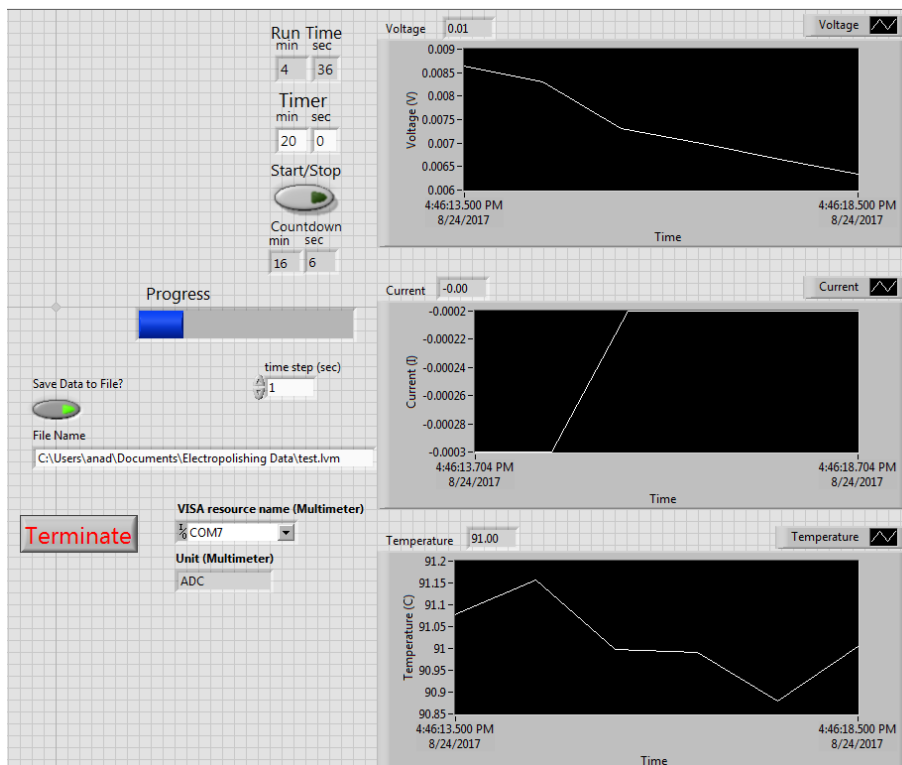 Run Time
min sec
4 36
Timer
min sec
20 0
Start/Stop
Countdown
min sec
16 6
Progress
time step (sec)
1
Save Data to File?
File Name
C:\Users\anad\Documents\Electropolishing Data\test.lvm
Terminate
VISA resource name (Multimeter)
I/0 COM7
Unit (Multimeter)
ADC
Voltage 0.01
Voltage
0.009
0.0085
0.008
0.0075
0.007
0.0065
0.006
Voltage (V)
4:46:13.500 PM 4:46:18.500 PM
8/24/2017 8/24/2017
Time
Current -0.00
Current
-0.0002
-0.00022
-0.00024
-0.00026
-0.00028
-0.0003
Current (I)
4:46:13.704 PM 4:46:18.704 PM
8/24/2017 8/24/2017
Time
Temperature 91.00
Temperature
91.2
91.15
91.1
91.05
91
90.95
90.9
90.85
Temperature (C)
4:46:13.500 PM 4:46:18.500 PM
8/24/2017 8/24/2017
Time